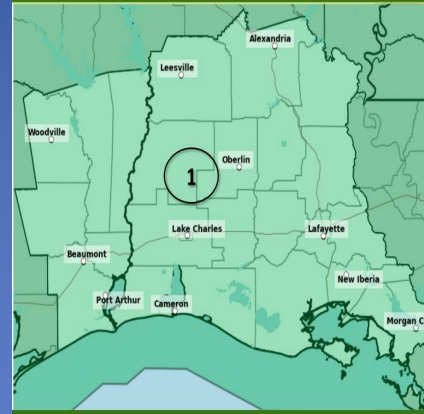 Alexandria
Leesville
Woodville
Oberlin
1
Lake Charles
Lafayette
Beaumont
New Iberia
Port Arthur
Cameron
Morgan C